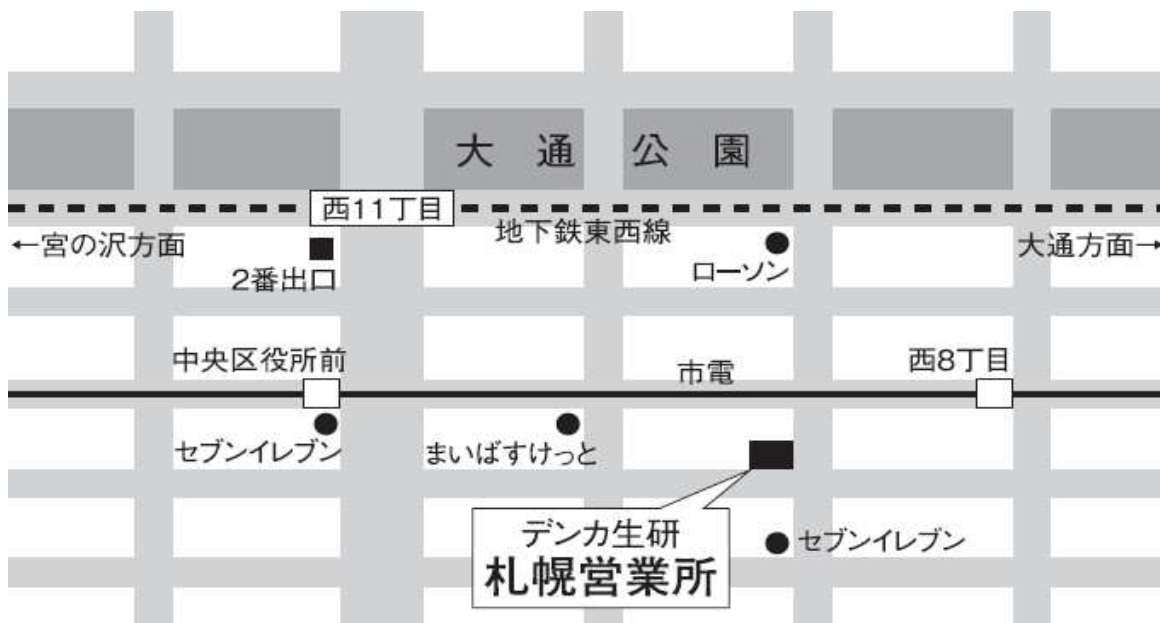 大通公園
西11丁目
地下鉄東西線
←宮の沢方面
大通方面→
2番出口
ローソン
中央区役所前
市電
西8丁目
セブンイレブン
まいばすけっと
デンカ生研
札幌営業所
セブンイレブン